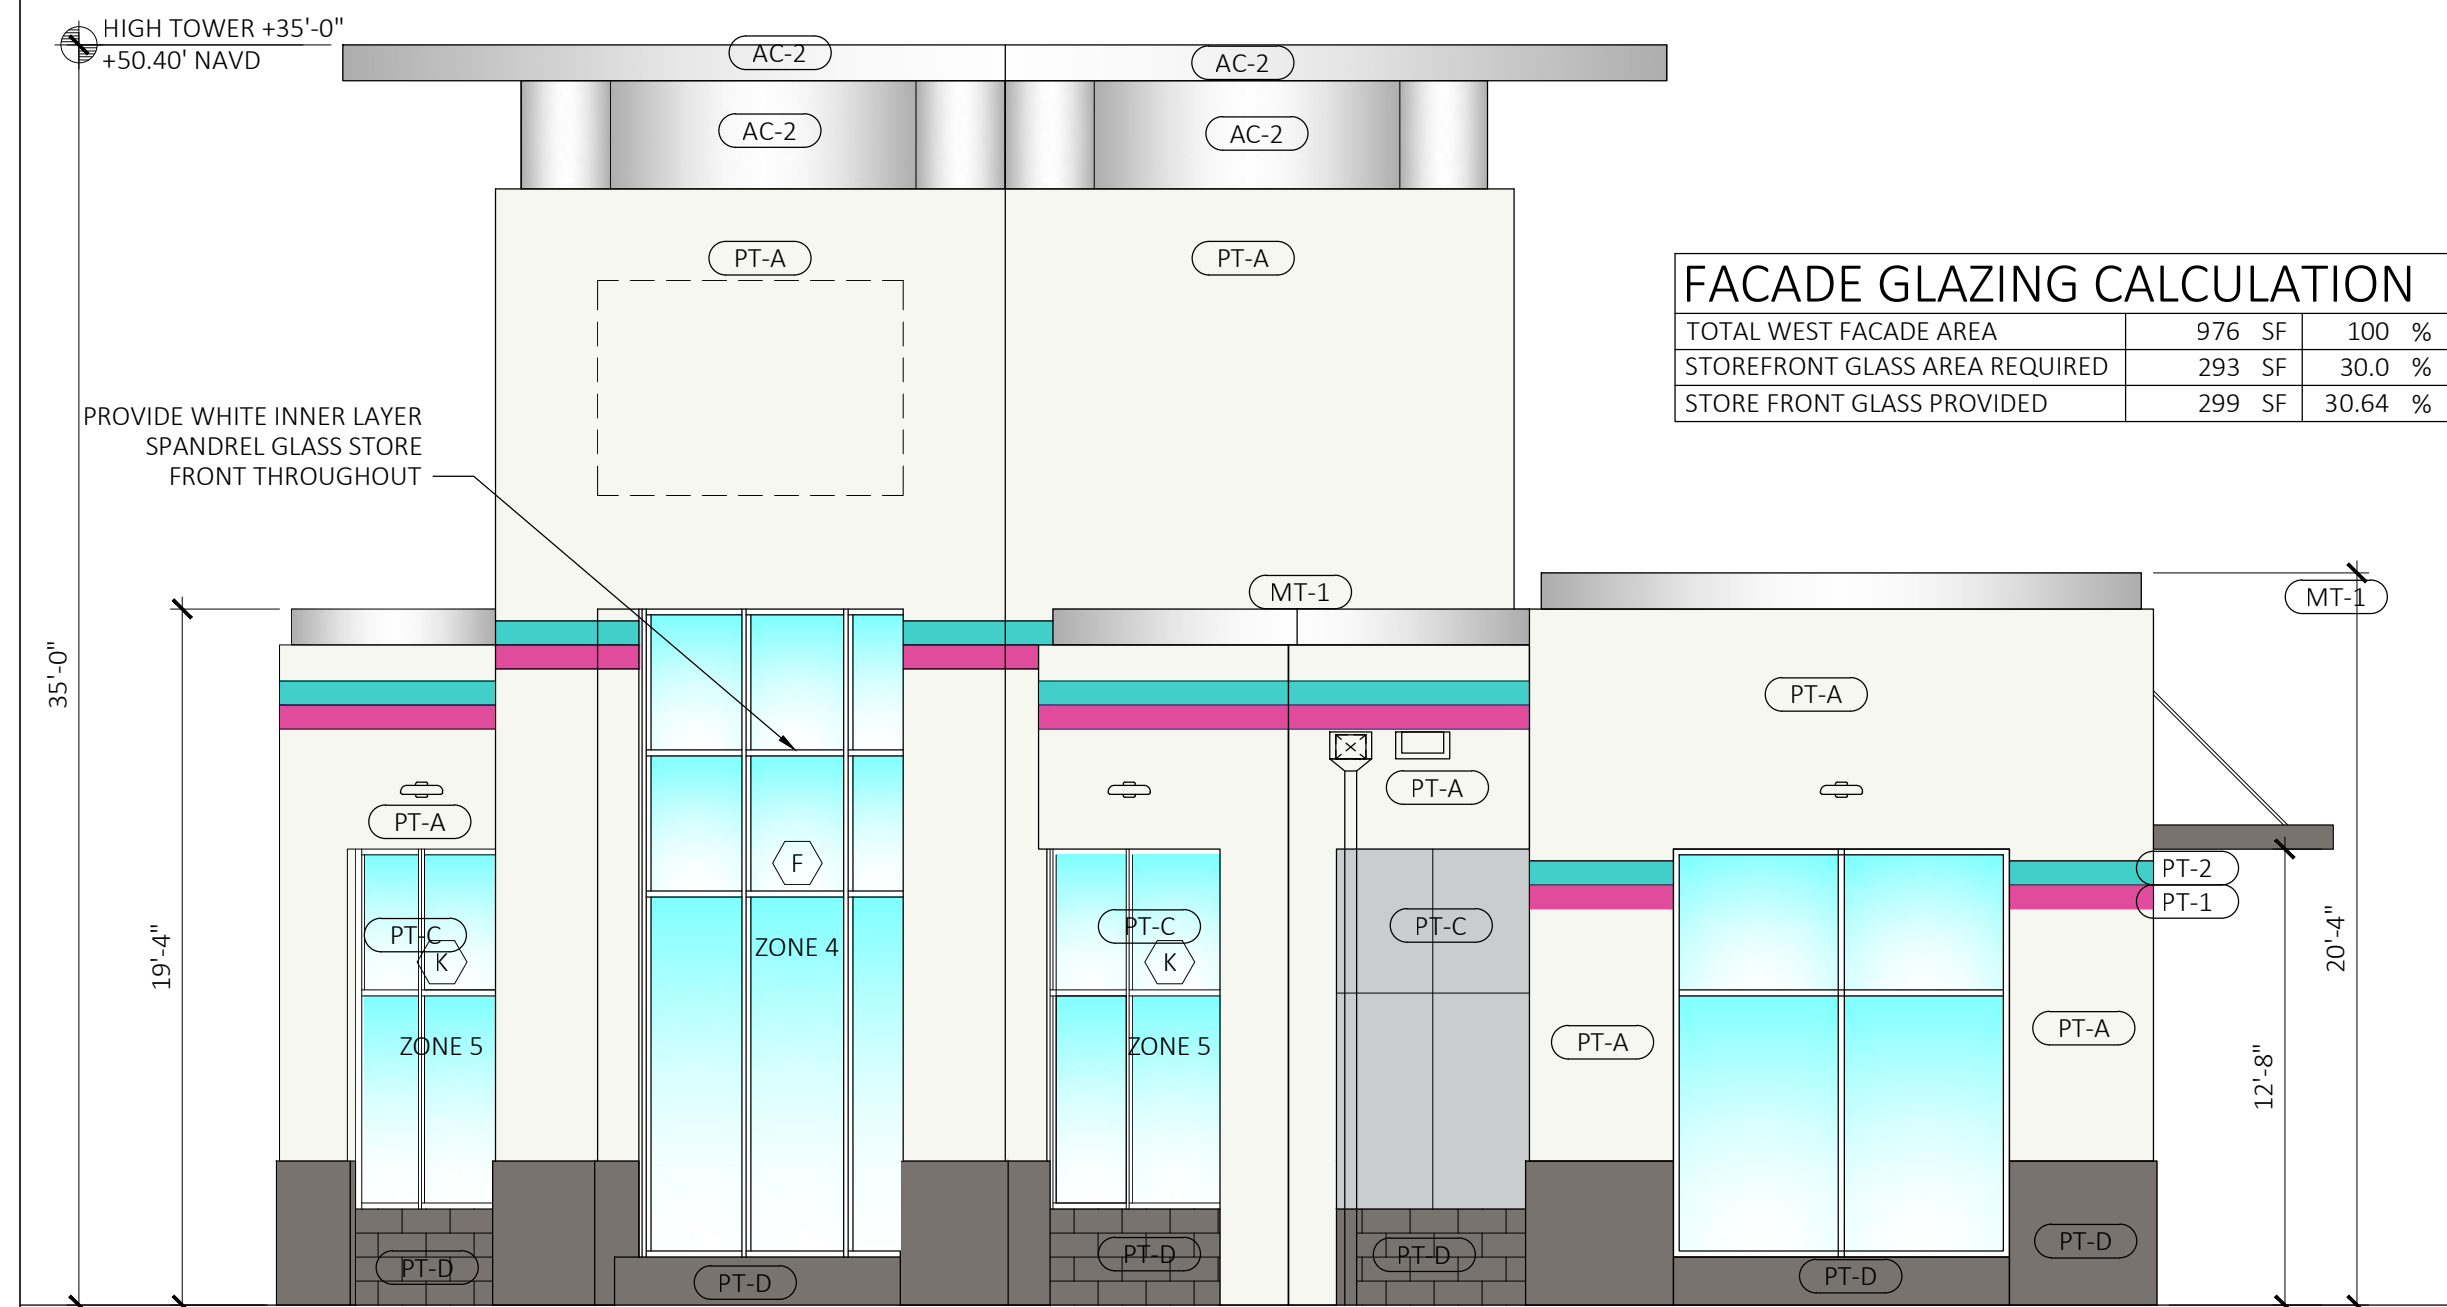 HIGH TOWER +35'-0"
+50.40' NAVD
AC-2
AC-2
AC-2
AC-2
PT-A
PT-A
FACADE GLAZING CALCULATION
TOTAL WEST FACADE AREA 976 SF 100 %
STOREFRONT GLASS AREA REQUIRED 293 SF 30.0 %
STORE FRONT GLASS PROVIDED 299 SF 30.64 %
PROVIDE WHITE INNER LAYER
SPANDREL GLASS STORE
FRONT THROUGHOUT
MT-1
MT-1
35'-0"
PT-A
PT-A
PT-A
F
PT-2
PT-1
PT-C
K
ZONE 4
PT-C
K
PT-C
19'-4"
20'-4"
ZONE 5
ZONE 5
PT-A
PT-A
12'-8"
PT-D
PT-D
PT-D
PT-D
PT-D
PT-D